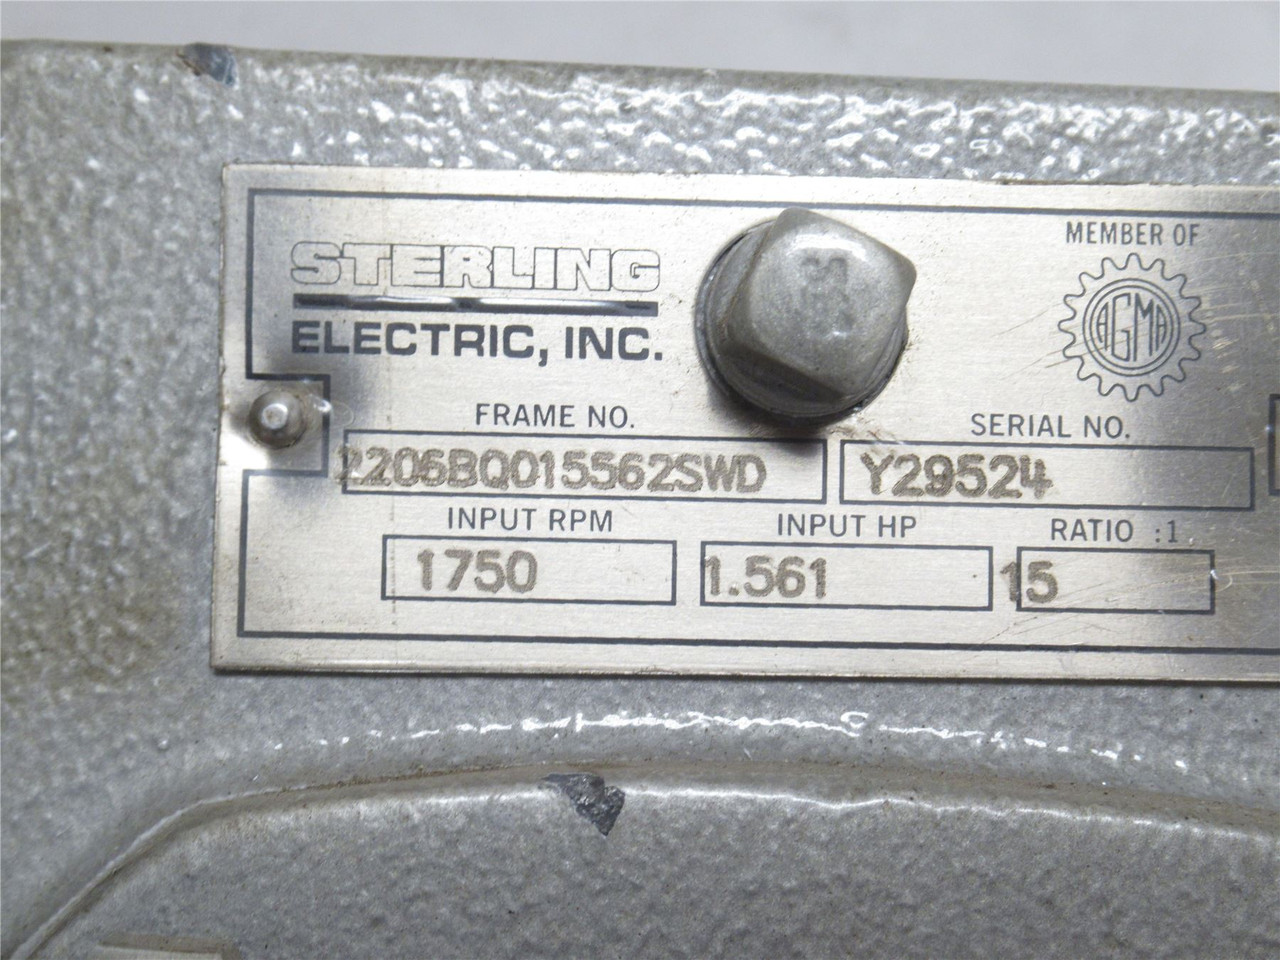 STERLING
ELECTRIC, INC.
MEMBER OF
AGMA
FRAME NO.
SERIAL NO.
2206BQ015562SWD
Y29524
INPUT RPM
INPUT HP
RATIO :1
1750
1.561
15